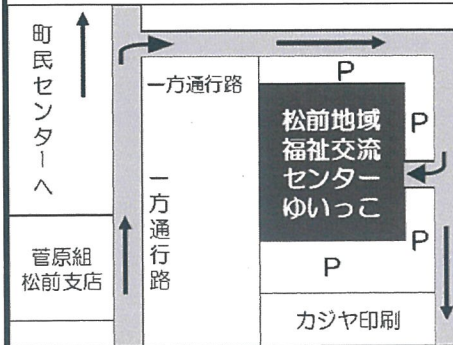 町民センターへ
一方通行路
P
松前地域
福祉交流
センター
ゆいっこ
P
一方通行路
P
P
菅原組
松前支店
カジヤ印刷